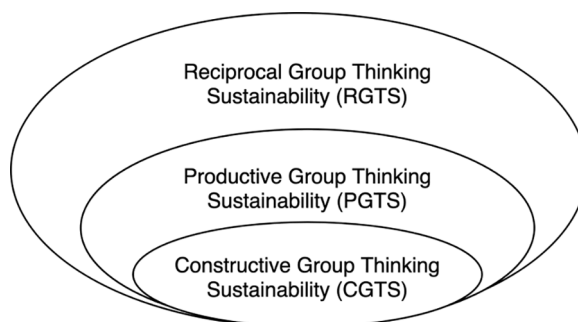 Reciprocal Group Thinking
Sustainability (RGTS)
Productive Group Thinking
Sustainability (PGTS)
Constructive Group Thinking
Sustainability (CGTS)